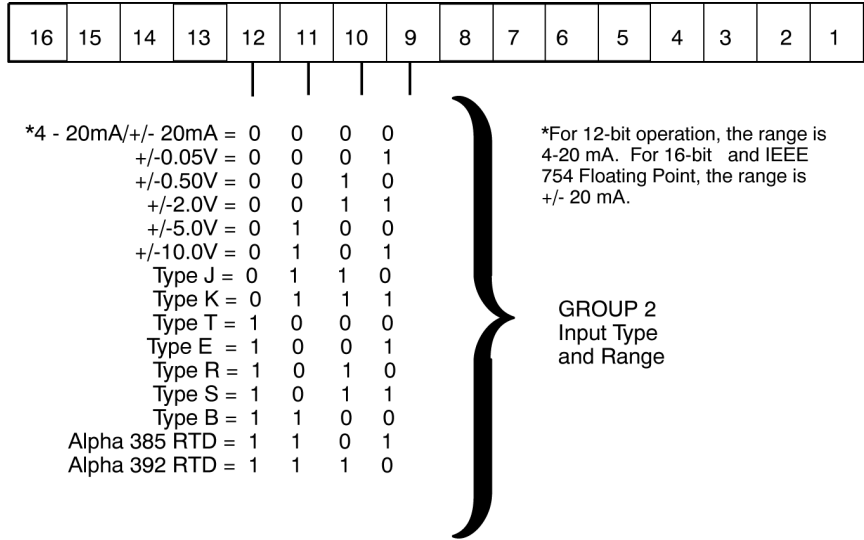 16 15 14 13 12 11 10 9 8 7 6 5 4 3 2 1
*4 - 20mA/+/- 20mA = 0 0 0 0
+/-0.05V = 0 0 0 1
+/-0.50V = 0 0 1 0
+/-2.0V = 0 0 1 1
+/-5.0V = 0 1 0 0
+/-10.0V = 0 1 0 1
Type J = 0 1 1 0
Type K = 0 1 1 1
Type T = 1 0 0 0
Type E = 1 0 0 1
Type R = 1 0 1 0
Type S = 1 0 1 1
Type B = 1 1 0 0
Alpha 385 RTD = 1 1 0 1
Alpha 392 RTD = 1 1 1 0
*For 12-bit operation, the range is
4-20 mA. For 16-bit and IEEE
754 Floating Point, the range is
+/- 20 mA.
GROUP 2
Input Type
and Range